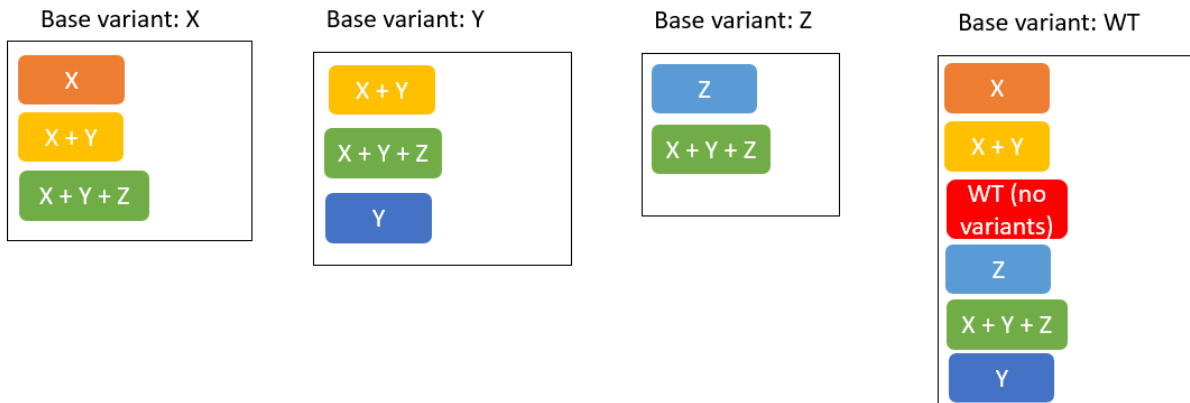 Base variant: X
X
X + Y
X + Y + Z
Base variant: Y
X + Y
X + Y + Z
Y
Base variant: Z
Z
X + Y + Z
Base variant: WT
X
X + Y
WT (no
variants)
Z
X + Y + Z
Y